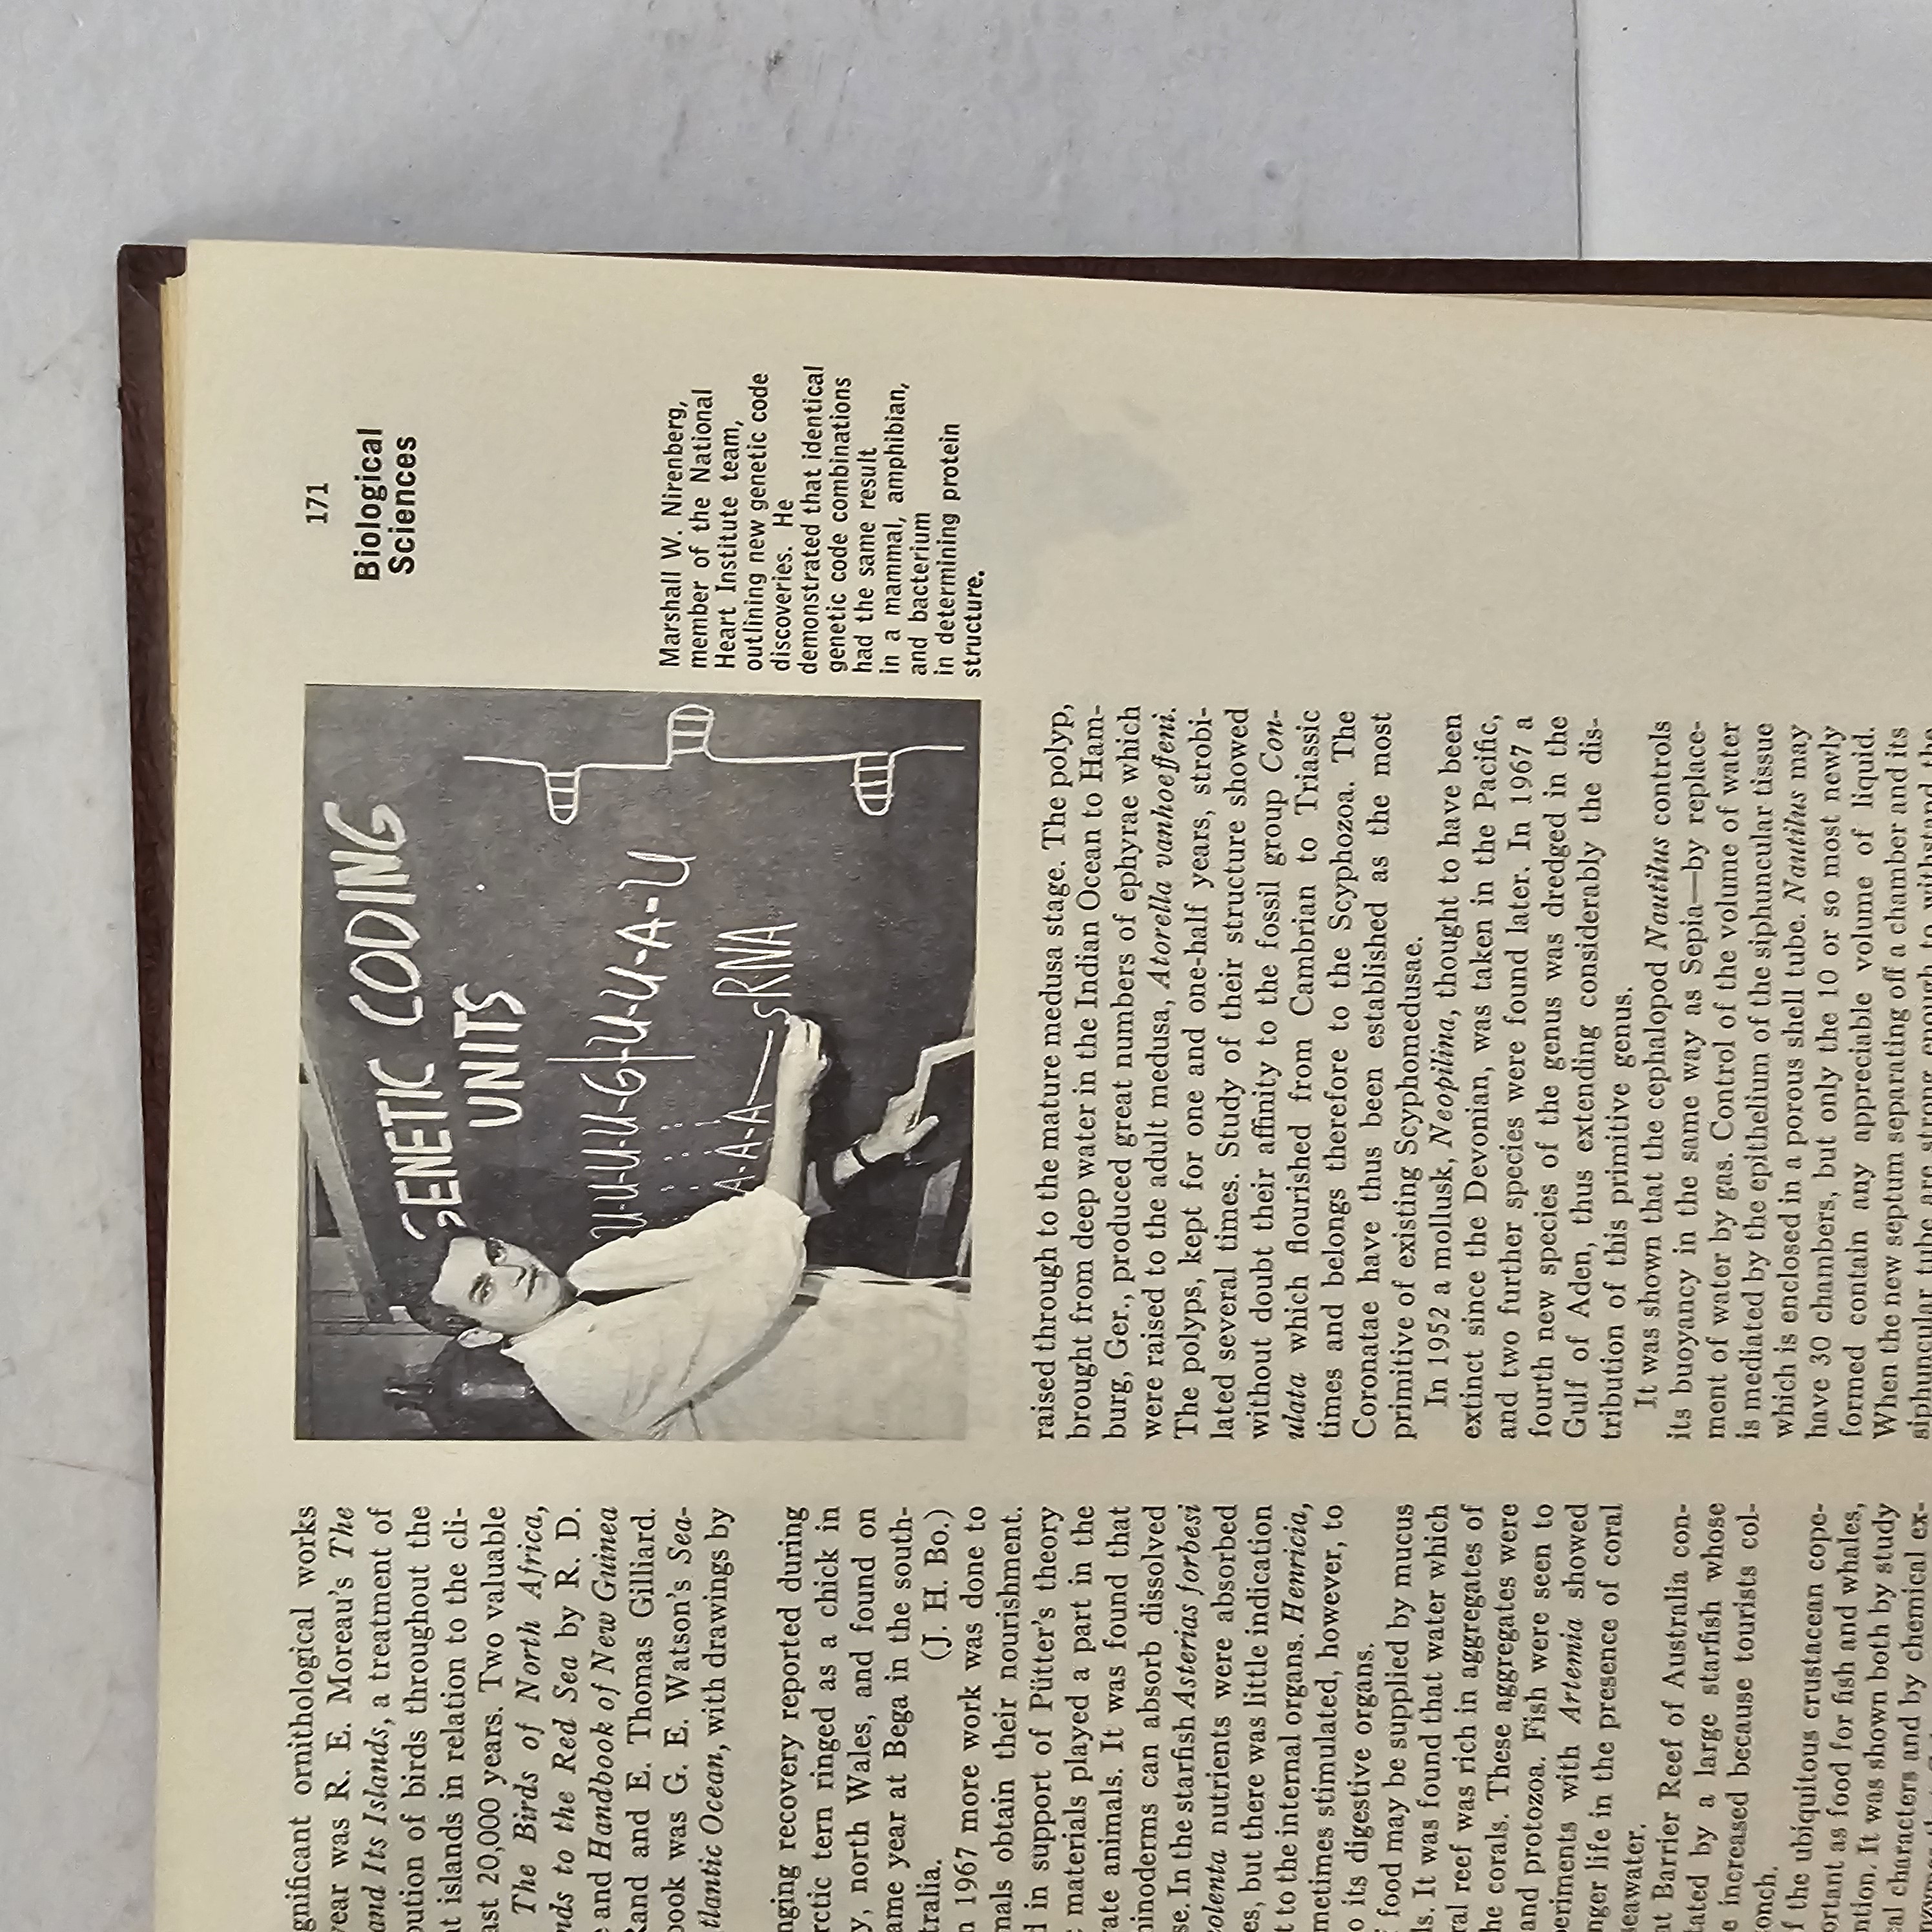 171
Biological
Sciences
gnificant ornithological works
year was R. E. Moreau's The
and Its Islands, a treatment of
bution of birds throughout the
nt islands in relation to the cli-
ast 20,000 years. Two valuable
The Birds of North Africa,
nds to the Red Sea by R. D.
and Handbook of New Guinea
Rand and E. Thomas Gilliard.
book was G. E. Watson's Sea-
tlantic Ocean, with drawings by
nging recovery reported during
rctic tern ringed as a chick in
y, north Wales, and found on
ame year at Bega in the south-
tralia. (J. H. Bo.)
n 1967 more work was done to
mals obtain their nourishment.
d in support of Pütter's theory
materials played a part in the
rate animals. It was found that
hinoderms can absorb dissolved
se. In the starfish Asterias forbesi
olenta nutrients were absorbed
es, but there was little indication
t to the internal organs. Henricia,
metimes stimulated, however, to
o its digestive organs.
f food may be supplied by mucus
ls. It was found that water which
ral reef was rich in aggregates of
he corals. These aggregates were
and protozoa. Fish were seen to
periments with Artemia showed
nger life in the presence of coral
seawater.
at Barrier Reef of Australia con-
tated by a large starfish whose
e increased because tourists col-
onch.
f the ubiquitous crustacean cope-
ortant as food for fish and whales,
ntion. It was shown both by study
cal characters and by chemical ex-
GENETIC CODING
UNITS
U-U-U-U-G-U-U-A-U
A-A-A
sRNA
Marshall W. Nirenberg,
member of the National
Heart Institute team,
outlining new genetic code
discoveries. He
demonstrated that identical
genetic code combinations
had the same result
in a mammal, amphibian,
and bacterium
in determining protein
structure.
raised through to the mature medusa stage. The polyp,
brought from deep water in the Indian Ocean to Ham-
burg, Ger., produced great numbers of ephyrae which
were raised to the adult medusa, Atorella vanhoeffeni.
The polyps, kept for one and one-half years, strobi-
lated several times. Study of their structure showed
without doubt their affinity to the fossil group Con-
ulata which flourished from Cambrian to Triassic
times and belongs therefore to the Scyphozoa. The
Coronatae have thus been established as the most
primitive of existing Scyphomedusae.
In 1952 a mollusk, Neopilina, thought to have been
extinct since the Devonian, was taken in the Pacific,
and two further species were found later. In 1967 a
fourth new species of the genus was dredged in the
Gulf of Aden, thus extending considerably the dis-
tribution of this primitive genus.
It was shown that the cephalopod Nautilus controls
its buoyancy in the same way as Sepia—by replace-
ment of water by gas. Control of the volume of water
is mediated by the epithelium of the siphuncular tissue
which is enclosed in a porous shell tube. Nautilus may
have 30 chambers, but only the 10 or so most newly
formed contain any appreciable volume of liquid.
When the new septum separating off a chamber and its
siphuncular tube are strong enough to withstand the